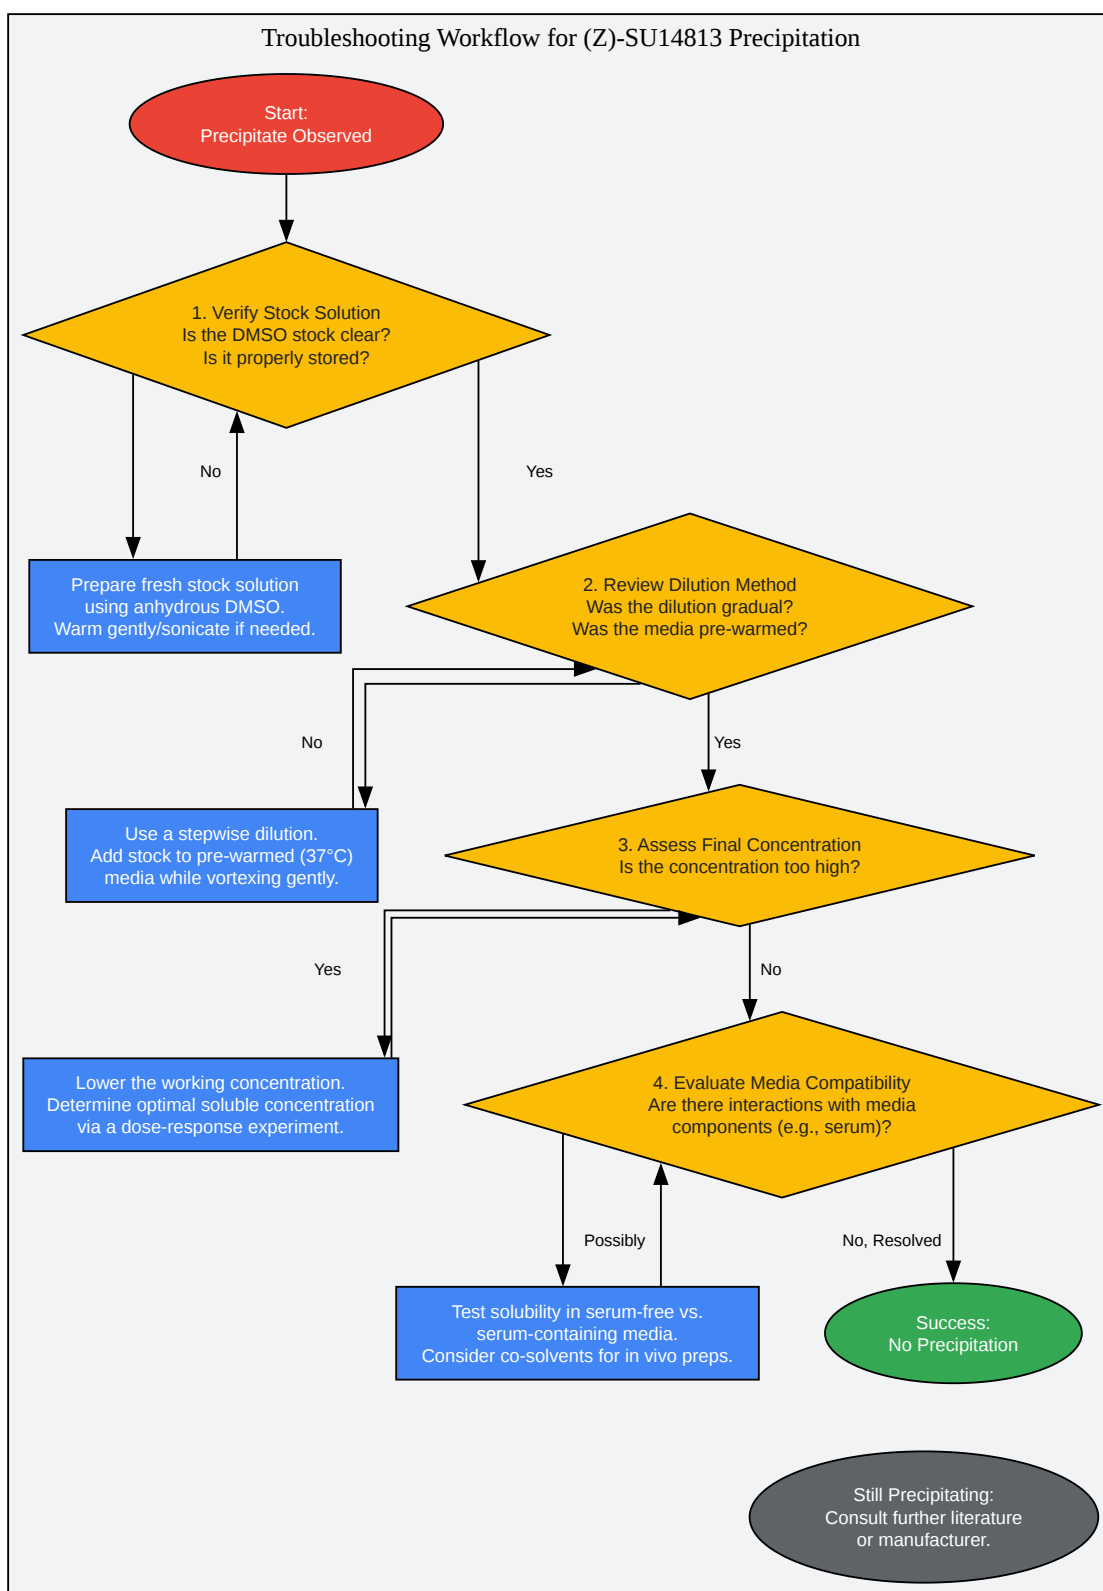 Troubleshooting Workflow for (Z)-SU14813 Precipitation
Start:
Precipitate Observed
1. Verify Stock Solution
Is the DMSO stock clear?
Is it properly stored?
No
Yes
Prepare fresh stock solution
using anhydrous DMSO.
Warm gently/sonicate if needed.
2. Review Dilution Method
Was the dilution gradual?
Was the media pre-warmed?
No
Yes
Use a stepwise dilution.
Add stock to pre-warmed (37°C)
media while vortexing gently.
3. Assess Final Concentration
Is the concentration too high?
Yes
No
Lower the working concentration.
Determine optimal soluble concentration
via a dose-response experiment.
4. Evaluate Media Compatibility
Are there interactions with media
components (e.g., serum)?
Possibly
No, Resolved
Test solubility in serum-free vs.
serum-containing media.
Consider co-solvents for in vivo preps.
Success:
No Precipitation
Still Precipitating:
Consult further literature
or manufacturer.